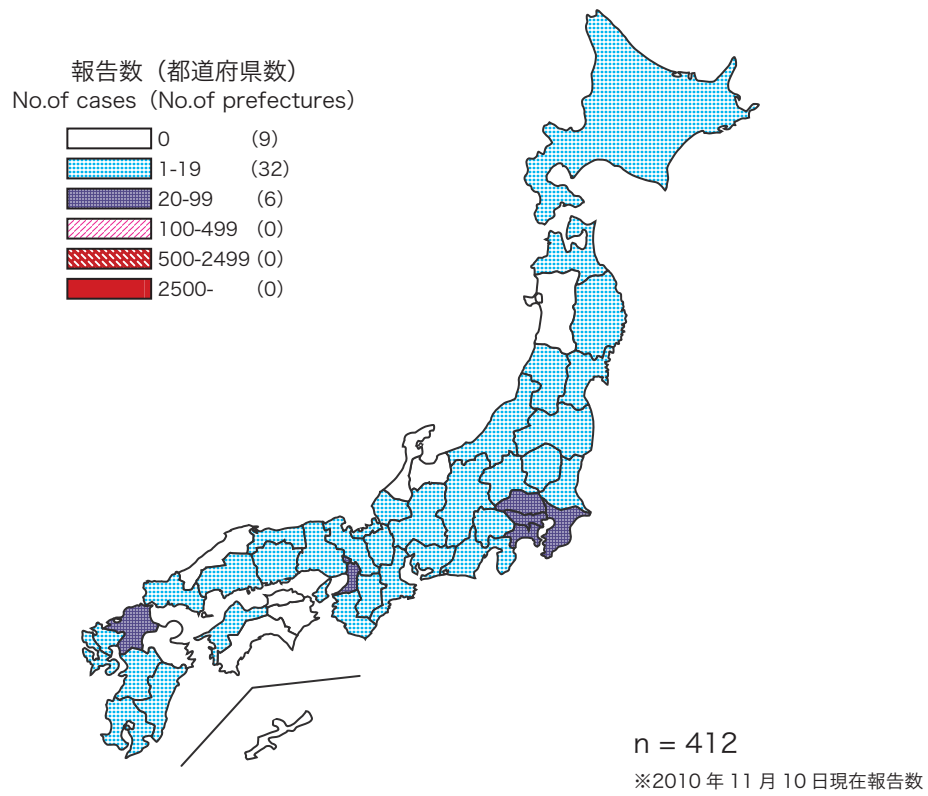 報告数（都道府県数）
No.of cases（No.of prefectures）
0 （9）
1-19 （32）
20-99 （6）
100-499 （0）
500-2499（0）
2500- （0）
n = 412
※2010 年 11 月 10 日現在報告数